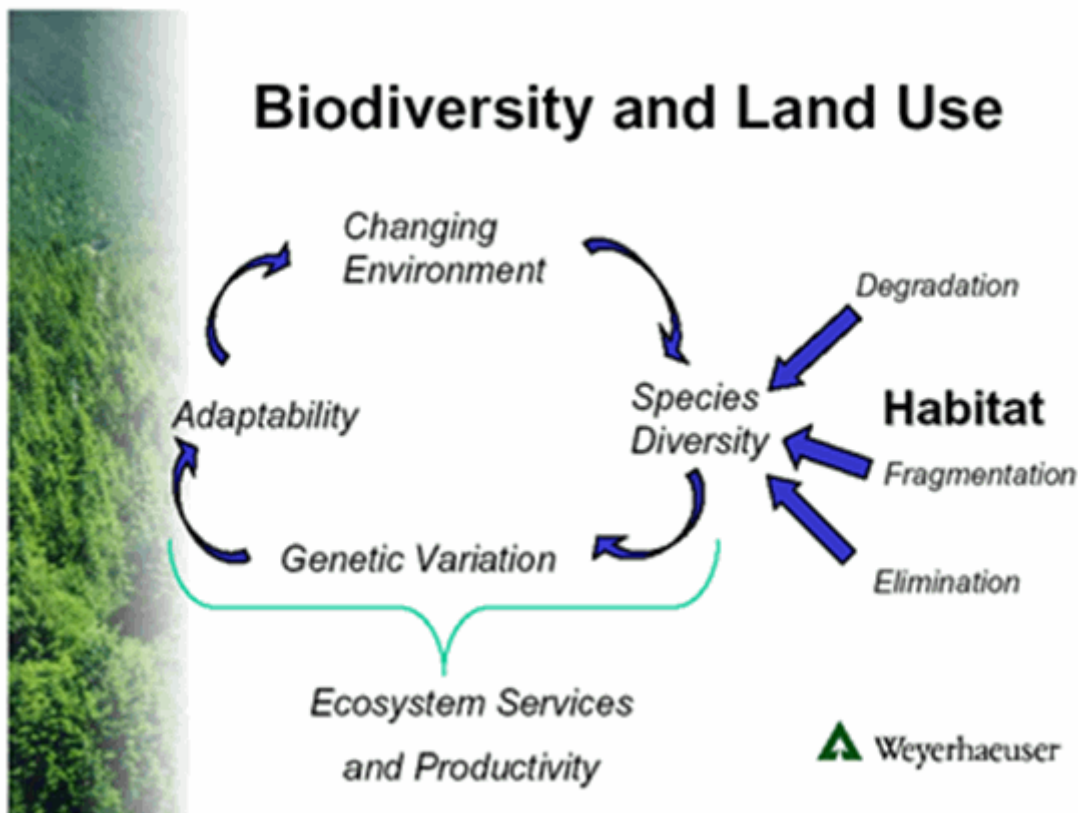 Biodiversity and Land Use
Changing
Environment
Degradation
Species
Diversity
Habitat
Adaptability
Fragmentation
Genetic Variation
Elimination
Ecosystem Services
and Productivity
Weyerhaeuser